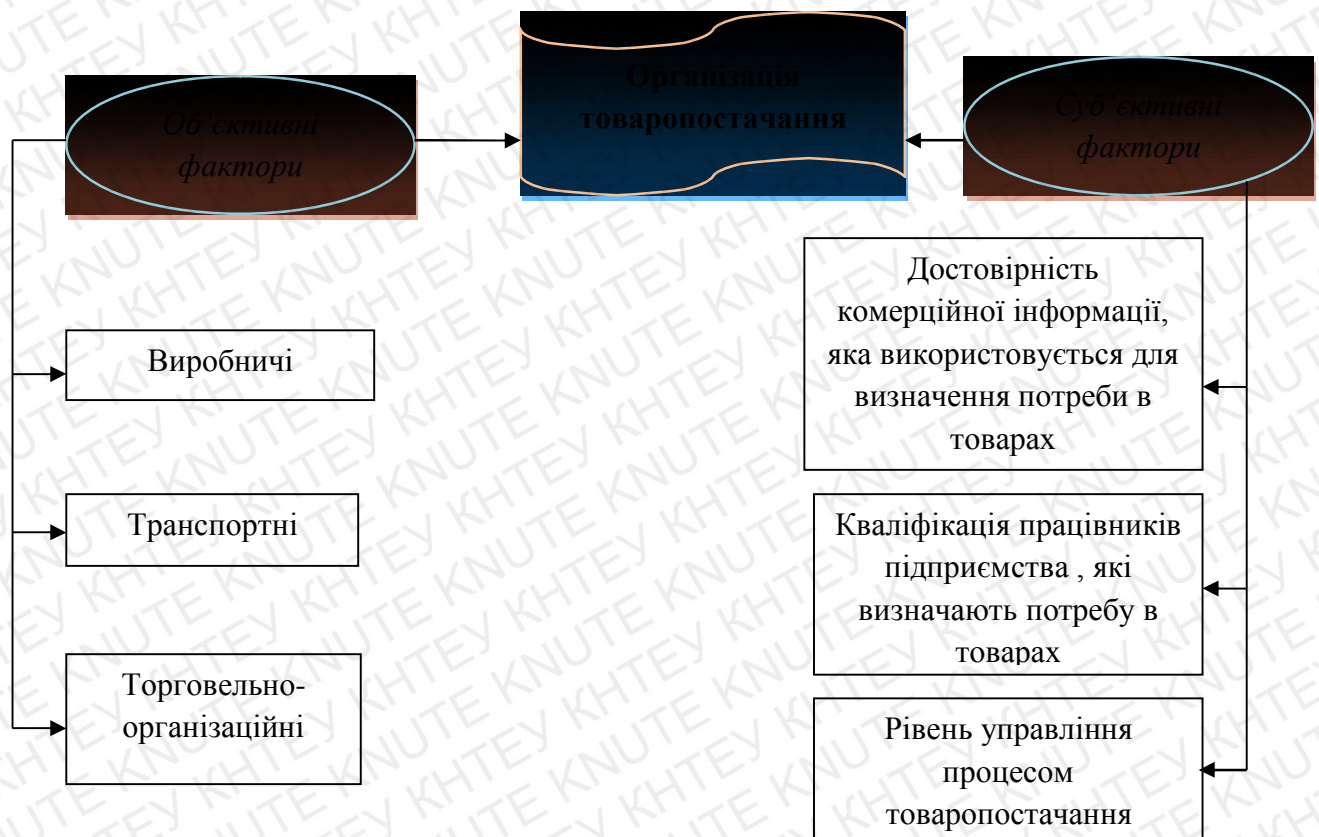 Організація
товаропостачання
Об’єктивні
фактори
Суб’єктивні
фактори
Виробничі
Транспортні
Торговельно-
організаційні
Достовірність
комерційної інформації,
яка використовується для
визначення потреби в
товарах
Кваліфікація працівників
підприємства , які
визначають потребу в
товарах
Рівень управління
процесом
товаропостачання